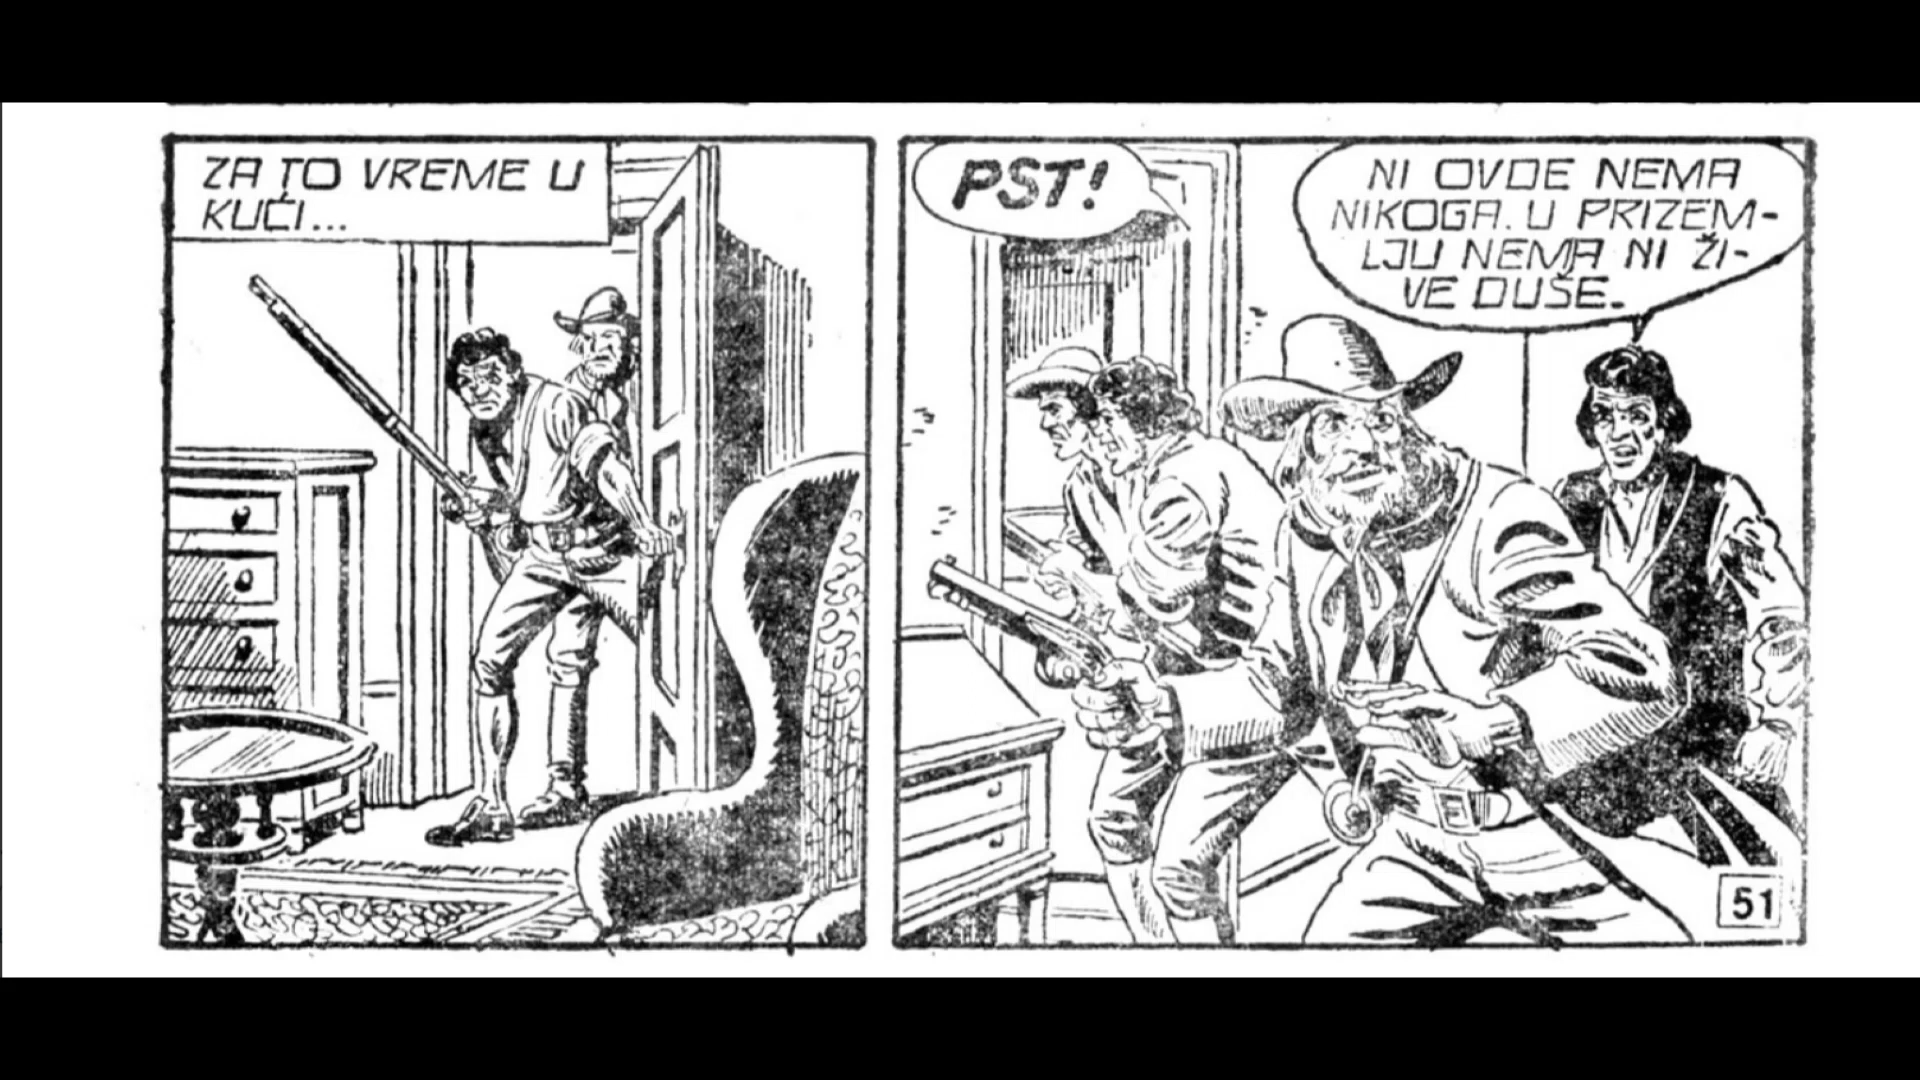 ZA TO VREME U
KUĆI...
PST!
NI OVDE NEMA
NIKOGA. U PRIZEM-
LJU NEMA NI ŽI-
VE DUŠE.
51